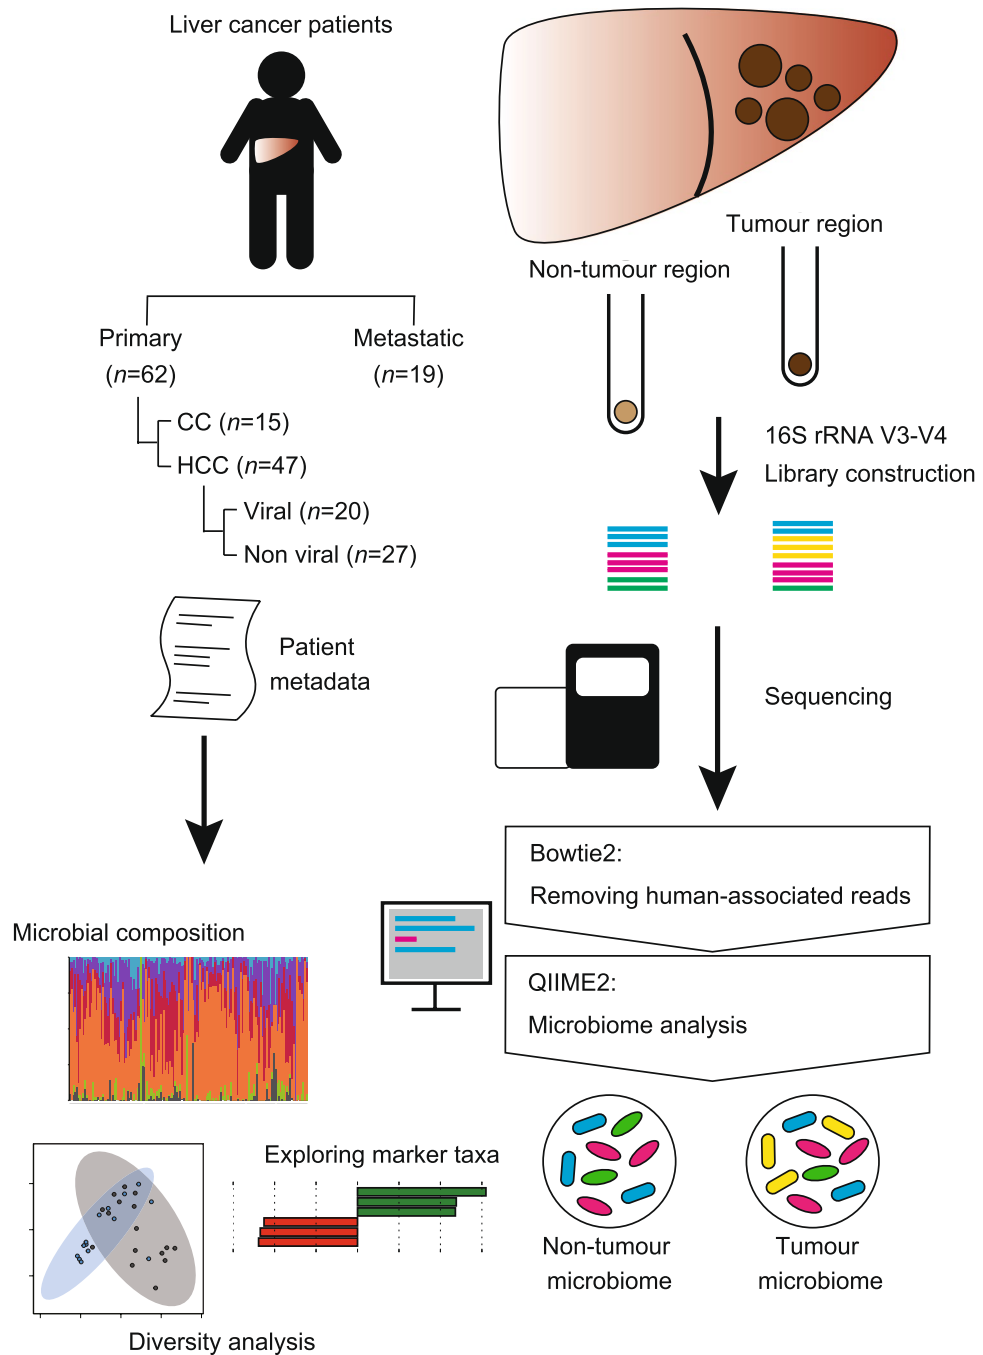 Liver cancer patients
Primary
(n=62)
Metastatic
(n=19)
CC (n=15)
HCC (n=47)
Viral (n=20)
Non viral (n=27)
Patient
metadata
Microbial composition
Diversity analysis
Exploring marker taxa
Tumour region
Non-tumour region
16S rRNA V3-V4
Library construction
Sequencing
Bowtie2:
Removing human-associated reads
QIIME2:
Microbiome analysis
Non-tumour
microbiome
Tumour
microbiome